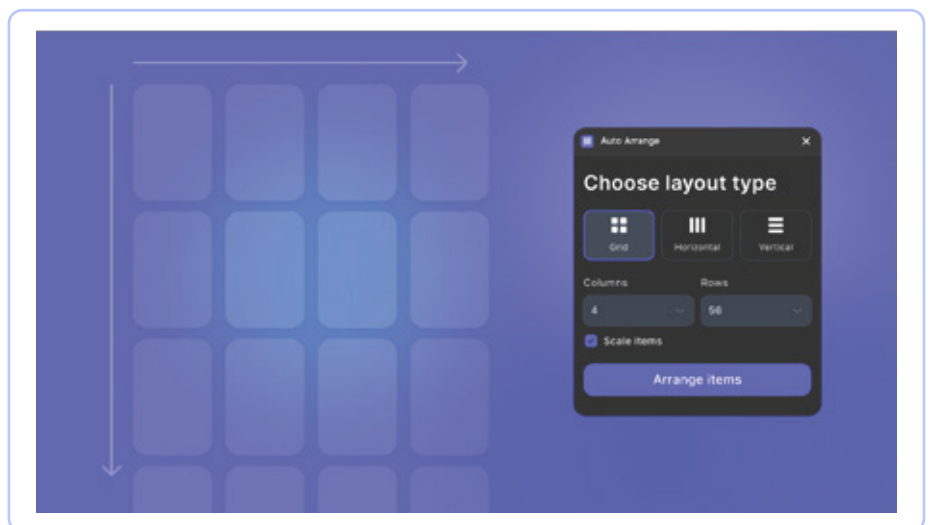 Auto Arrange
Choose layout type
Grid Horizontal Vertical
Columns Rows
4 56
Scale items
Arrange items